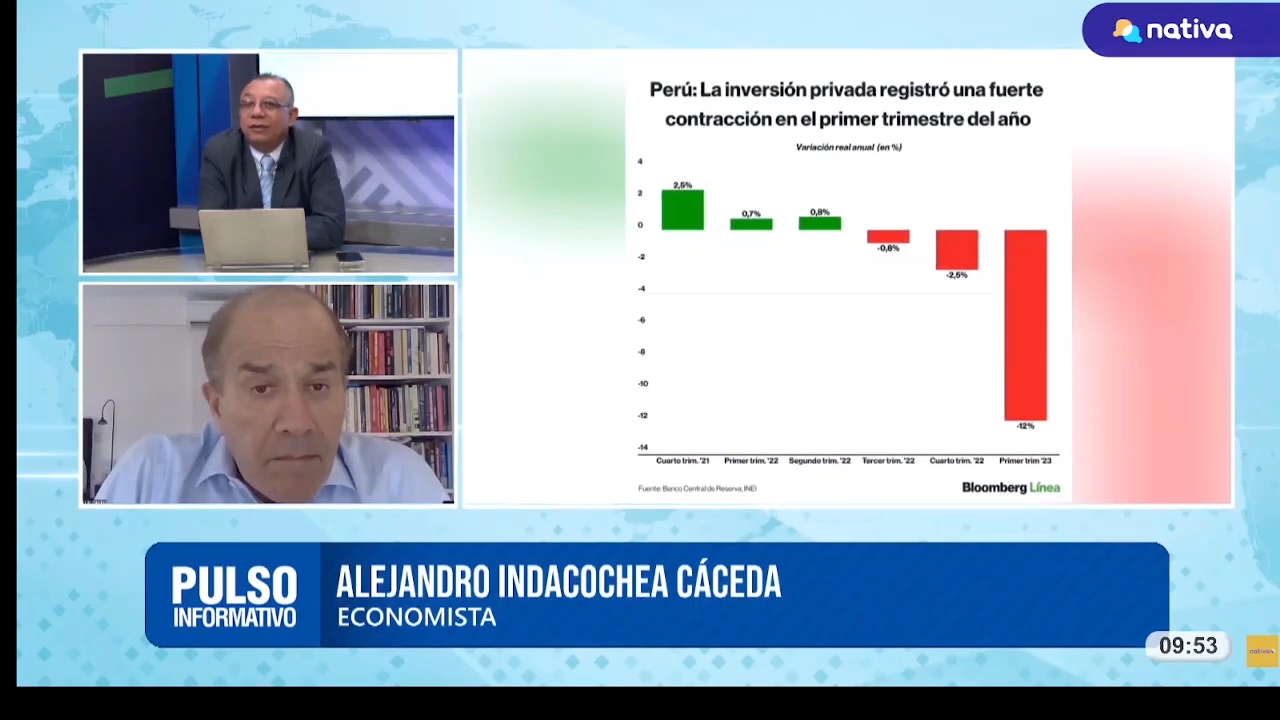 nativa
Perú: La inversión privada registró una fuerte
contracción en el primer trimestre del año
Variación real anual (en %)
4
2
0
-2
-4
-6
-8
-10
-12
-14
2,5%
0,7%
0,8%
-0,8%
-2,5%
-12%
Cuarto trim. '21
Primer trim. '22
Segundo trim. '22
Tercer trim. '22
Cuarto trim. '22
Primer trim '23
Fuente: Banco Central de Reserva, INEI
Bloomberg Línea
PULSO
INFORMATIVO
ALEJANDRO INDACOCHEA CÁCEDA
ECONOMISTA
09:53
nativa